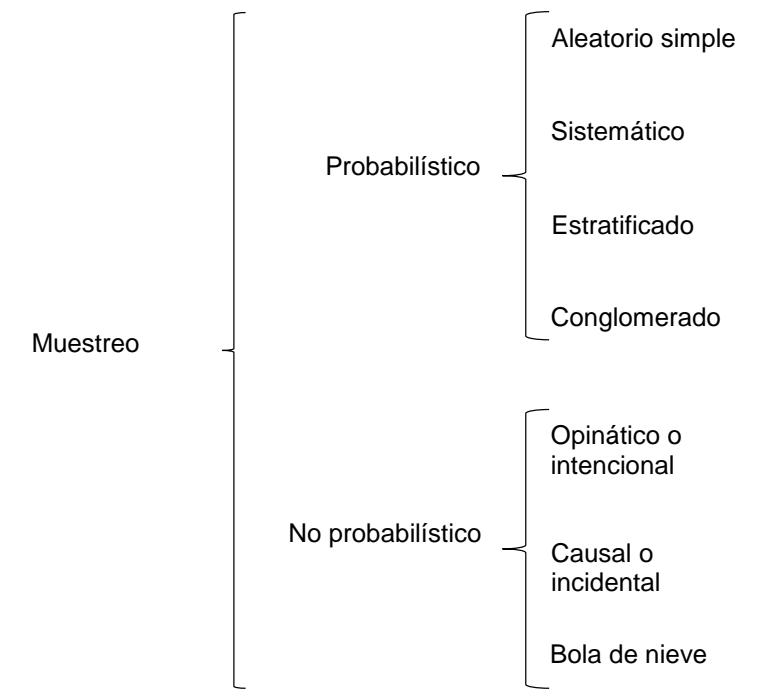 Muestreo
Probabilístico
Aleatorio simple
Sistemático
Estratificado
Conglomerado
No probabilístico
Opinático o
intencional
Causal o
incidental
Bola de nieve